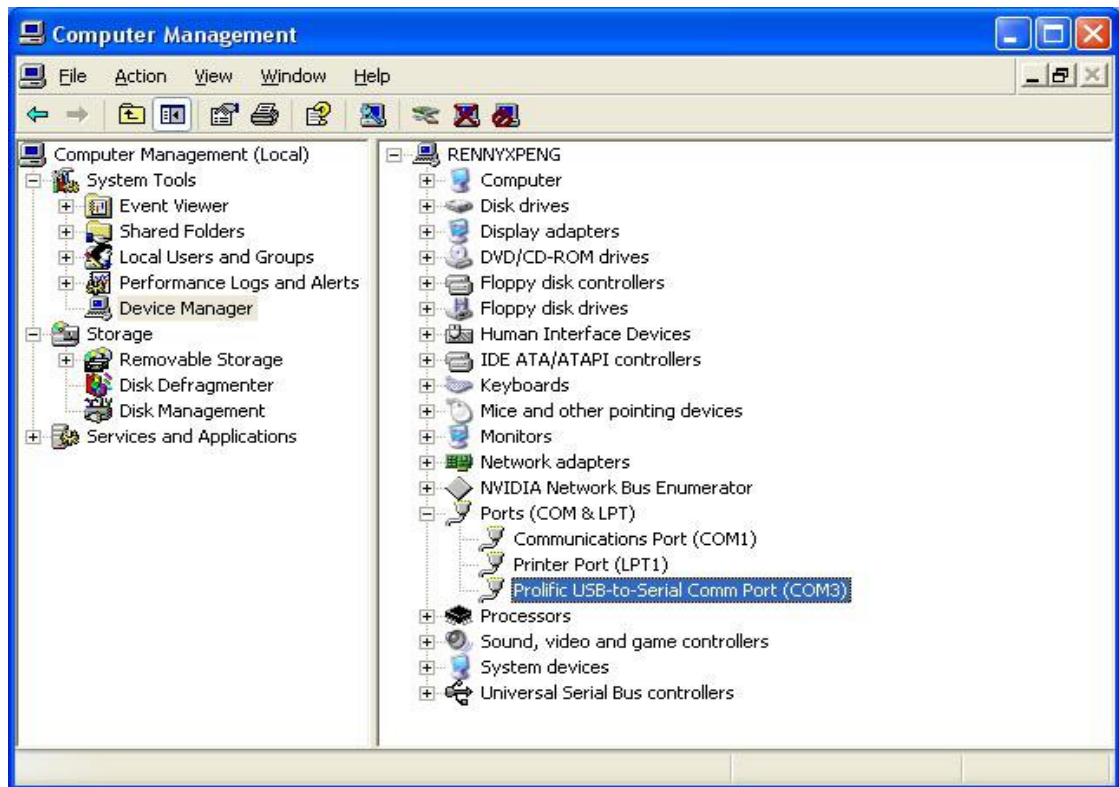 Computer Management
File Action View Window Help
Computer Management (Local)
System Tools
Event Viewer
Shared Folders
Local Users and Groups
Performance Logs and Alerts
Device Manager
Storage
Removable Storage
Disk Defragmenter
Disk Management
Services and Applications
RENNYXPENG
Computer
Disk drives
Display adapters
DVD/CD-ROM drives
Floppy disk controllers
Floppy disk drives
Human Interface Devices
IDE ATA/ATAPI controllers
Keyboards
Mice and other pointing devices
Monitors
Network adapters
NVIDIA Network Bus Enumerator
Ports (COM & LPT)
Communications Port (COM1)
Printer Port (LPT1)
Prolific USB-to-Serial Comm Port (COM3)
Processors
Sound, video and game controllers
System devices
Universal Serial Bus controllers